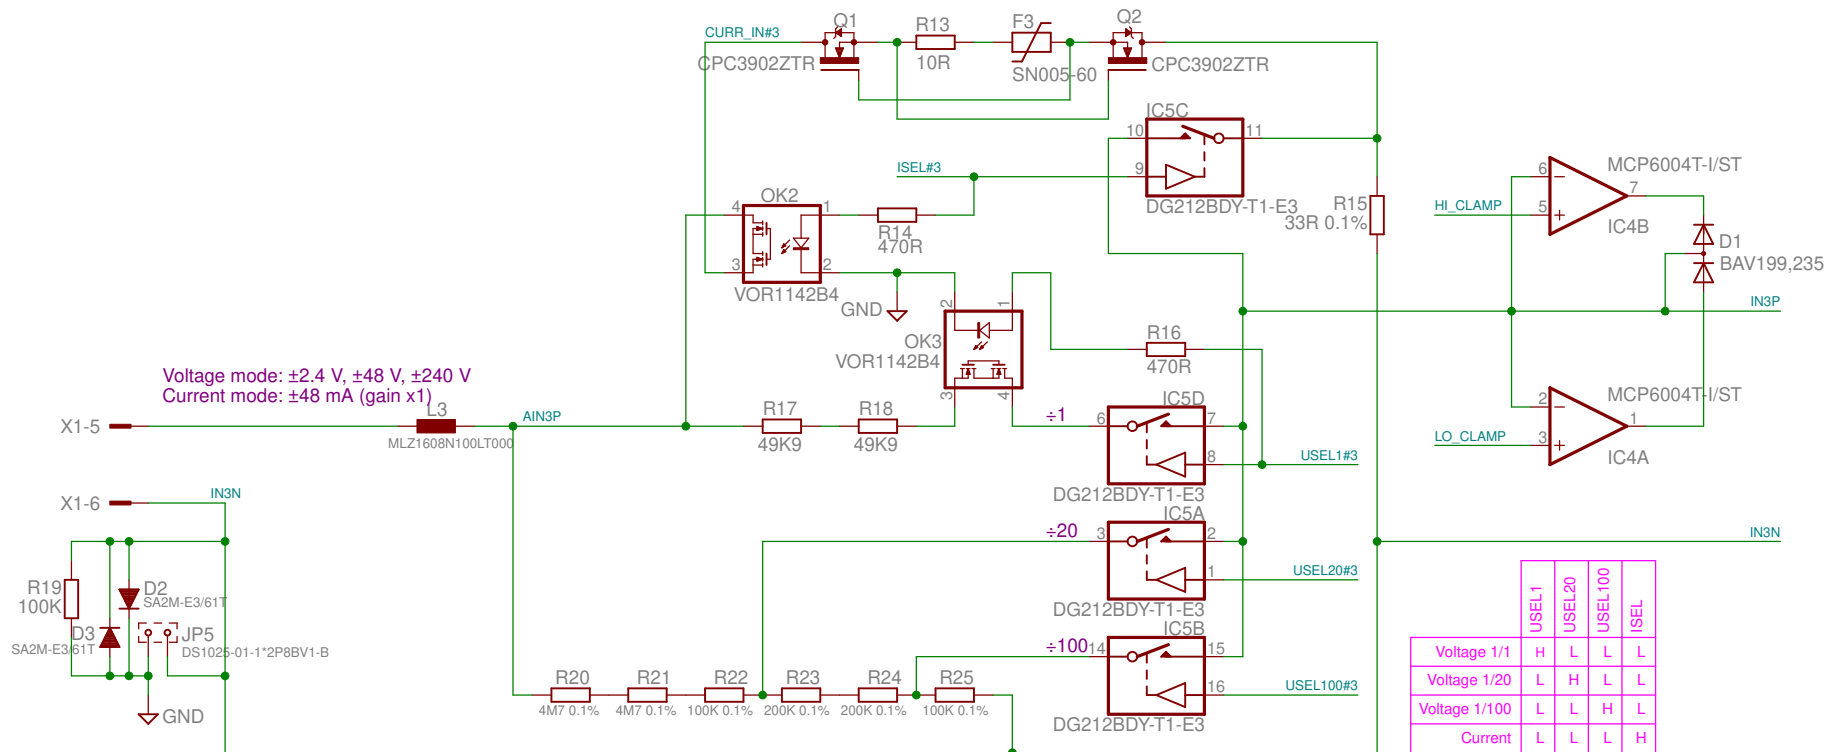 Q1
R13
F3
Q2
CURR_IN#3
CPC3902ZTR
10R
SN005-60
CPC3902ZTR
IC5C
10
11
9
DG212BDY-T1-E3
ISEL#3
OK2
4
1
3
2
VOR1142B4
R14
470R
GND
R15
33R 0.1%
MCP6004T-I/ST
6
7
5
HI_CLAMP
IC4B
D1
BAV199,235
IN3P
2
1
OK3
VOR1142B4
3
4
R16
470R
Voltage mode: ±2.4 V, ±48 V, ±240 V
Current mode: ±48 mA (gain x1)
X1-5
L3
MLZ1608N100LT000
AIN3P
R17
49K9
R18
49K9
÷1
IC5D
6
7
8
USEL1#3
DG212BDY-T1-E3
MCP6004T-I/ST
2
1
3
LO_CLAMP
IC4A
X1-6
IN3N
÷20
IC5A
3
2
1
USEL20#3
DG212BDY-T1-E3
IN3N
R19
100K
D2
SA2M-E3/61T
D3
SA2M-E3/61T
JP5
DS1025-01-1*2P8BV1-B
GND
÷100
IC5B
14
15
16
USEL100#3
DG212BDY-T1-E3
R20
R21
R22
R23
R24
R25
4M7 0.1%
4M7 0.1%
100K 0.1%
200K 0.1%
200K 0.1%
100K 0.1%
USEL1 USEL20 USEL100 ISEL
Voltage 1/1 H L L L
Voltage 1/20 L H L L
Voltage 1/100 L L H L
Current L L L H